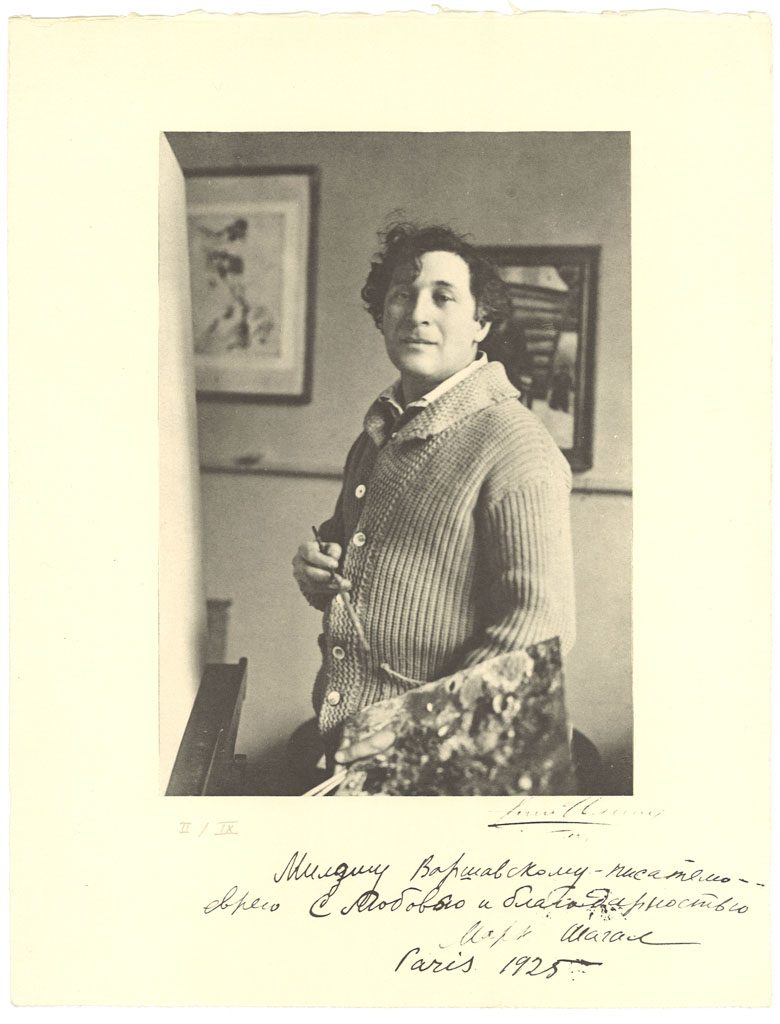 II / IX
Варшавскому-писателю-
еврею С Любовью и благодарностью
Марк Шагал
Paris 1925